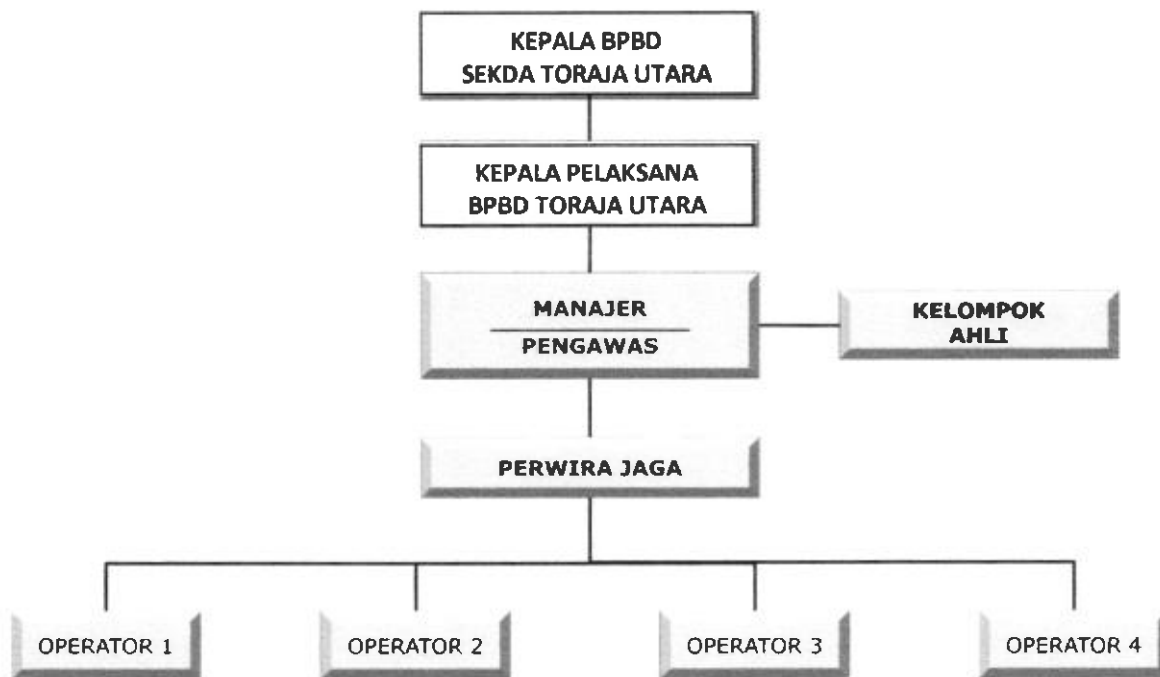 KEPALA BPBD
SEKDA TORAJA UTARA
KEPALA PELAKSANA
BPBD TORAJA UTARA
MANAJER
PENGAWAS
KELOMPOK
AHLI
PERWIRA JAGA
OPERATOR 1
OPERATOR 2
OPERATOR 3
OPERATOR 4